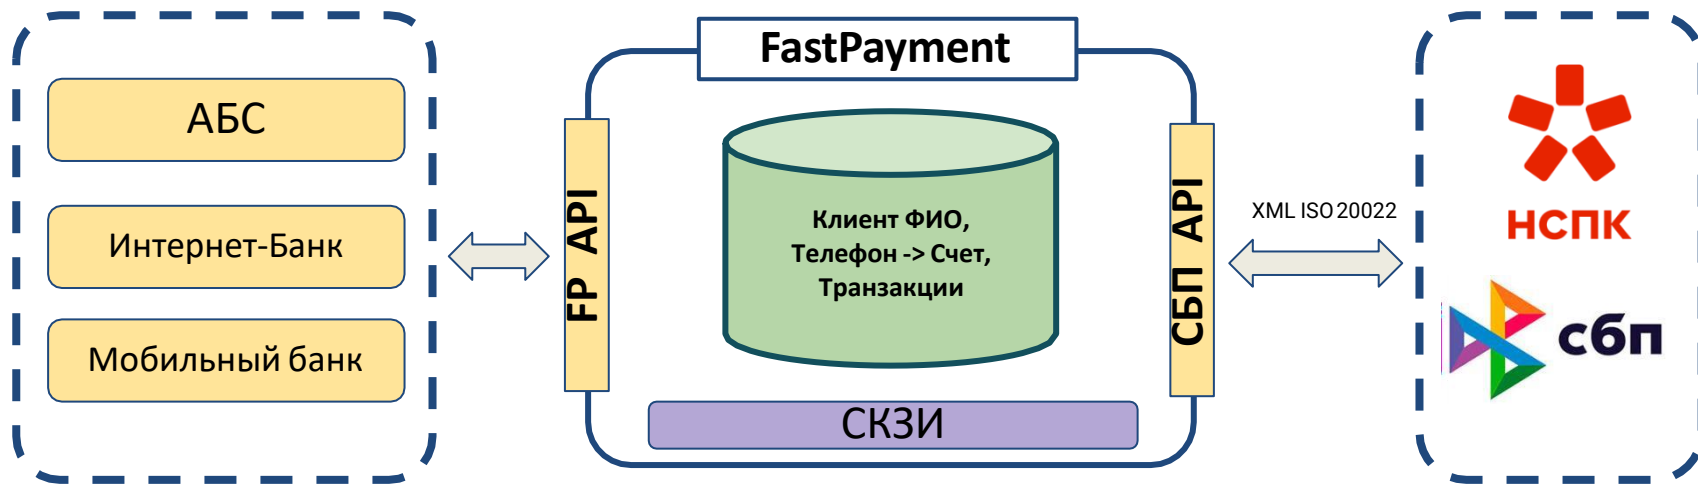 FastPayment
АБС
Интернет-Банк
Мобильный банк
FP API
Клиент ФИО,
Телефон -> Счет,
Транзакции
СКЗИ
СБП API
XML ISO 20022
НСПК
сбп